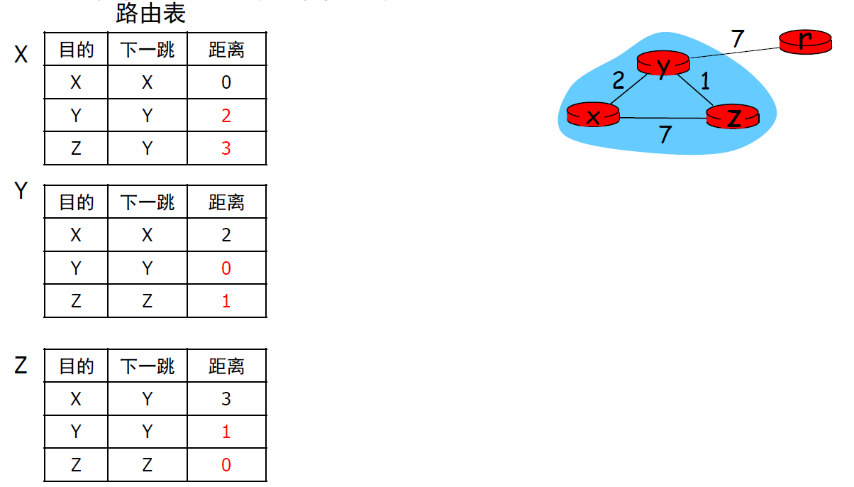 路由表
X
目的 下一跳 距离
X X 0
Y Y 2
Z Y 3
Y
目的 下一跳 距离
X X 2
Y Y 0
Z Z 1
Z
目的 下一跳 距离
X Y 3
Y Y 1
Z Z 0
7 r
y
2 1
x z
7